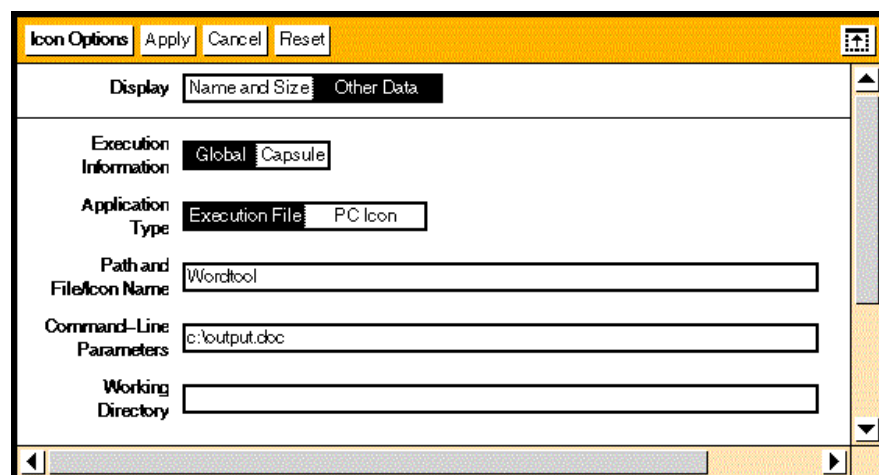 Icon Options Apply Cancel Reset
Display Name and Size Other Data
Execution
Information Global Capsule
Application
Type Execution File PC Icon
Path and
File/Icon Name Wordtool
Command-Line
Parameters c:\output.doc
Working
Directory